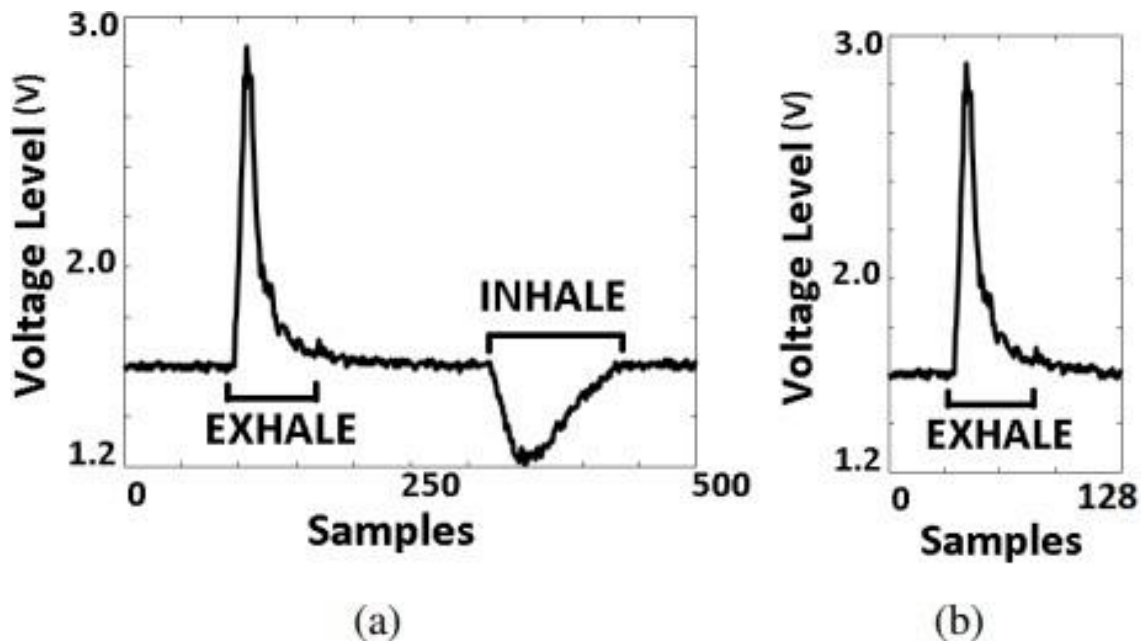 3.0
Voltage Level (V)
2.0
1.2
INHALE
EXHALE
0 250 500
Samples
(a)
3.0
Voltage Level (V)
2.0
1.2
EXHALE
0 128
Samples
(b)